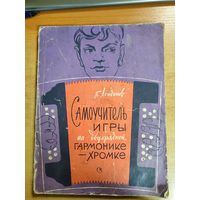 Самоучитель
игры
на двухрядной
гармонике
-хромке